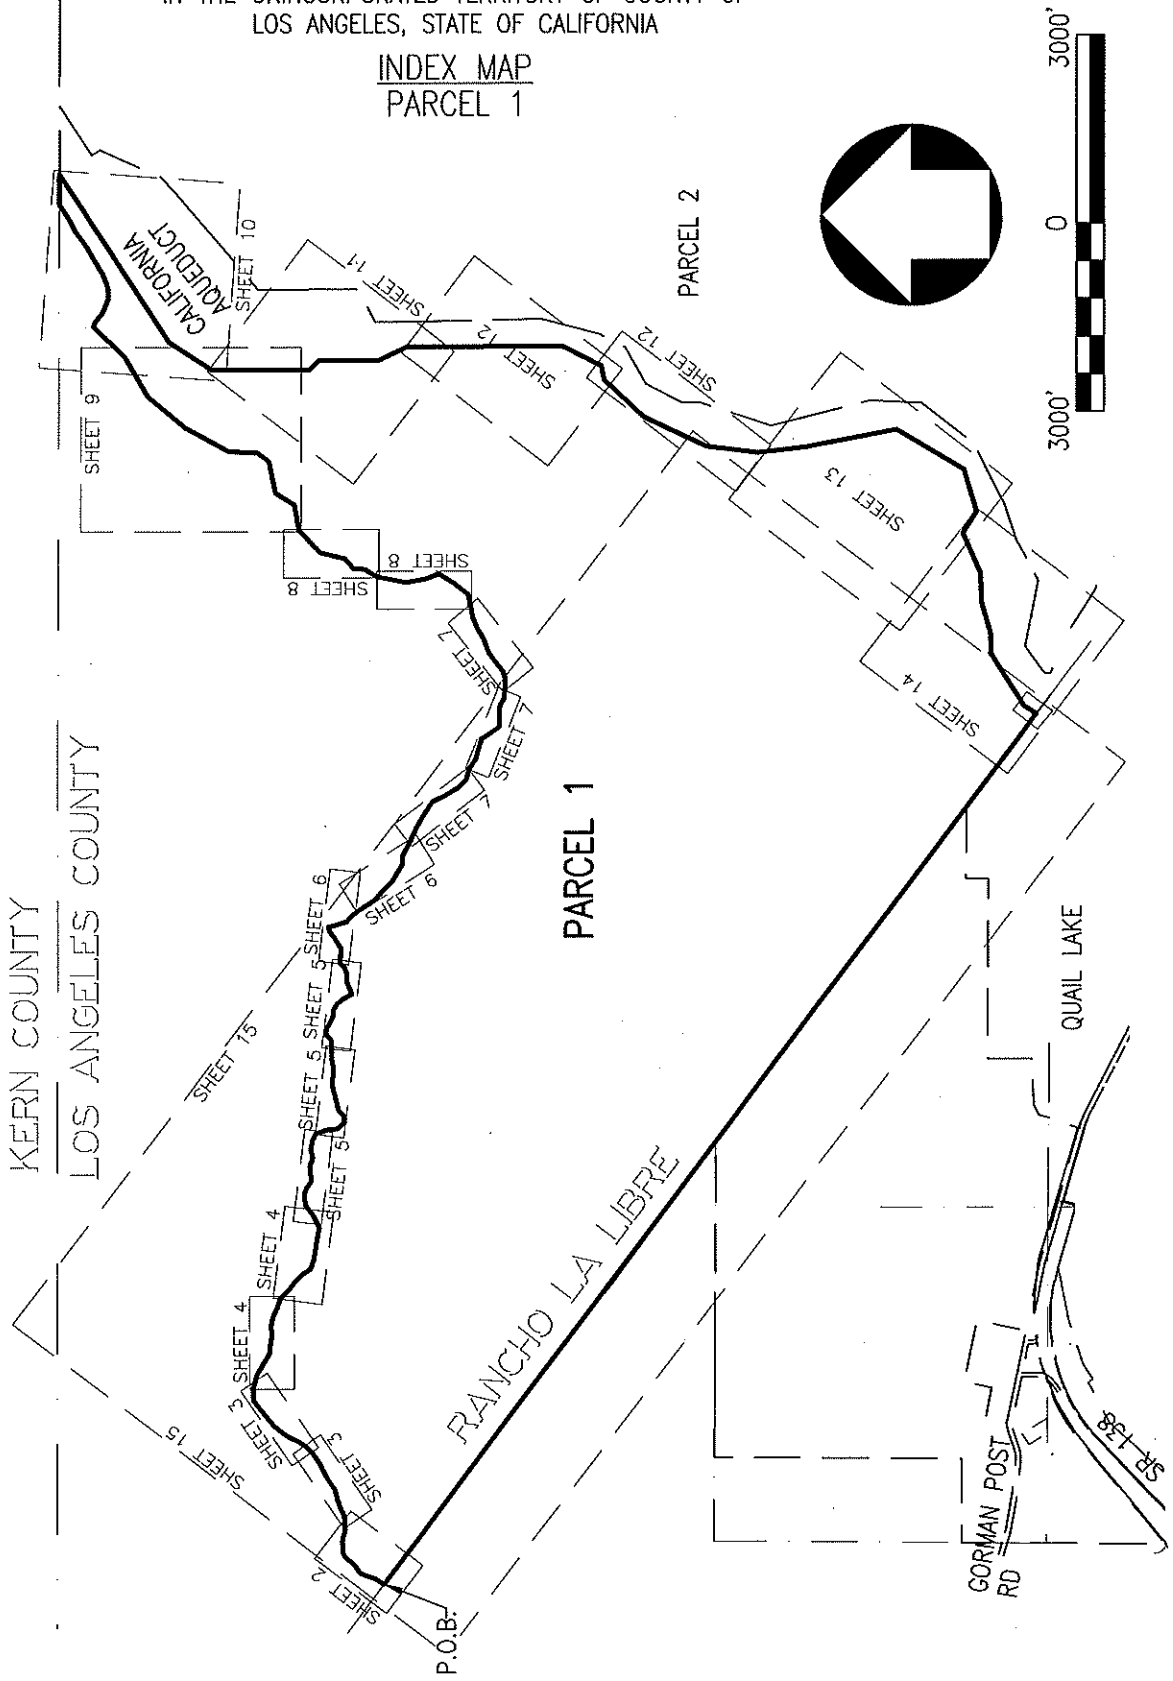 LOS ANGELES, STATE OF CALIFORNIA
INDEX MAP
PARCEL 1
KERN COUNTY
LOS ANGELES COUNTY
CALIFORNIA
AQUEDUCT
SHEET 10
SHEET 9
SHEET 11
SHEET 12
SHEET 12
SHEET 13
SHEET 14
PARCEL 2
3000'
0
3000'
SHEET 8
SHEET 8
SHEET 7
SHEET 7
SHEET 7
SHEET 6
SHEET 6
SHEET 5
SHEET 5
SHEET 5
SHEET 4
SHEET 4
SHEET 3
SHEET 3
SHEET 2
SHEET 15
SHEET 15
PARCEL 1
RANCHO LA LIBRE
QUAIL LAKE
GORMAN POST
RD
SR 138
P.O.B.